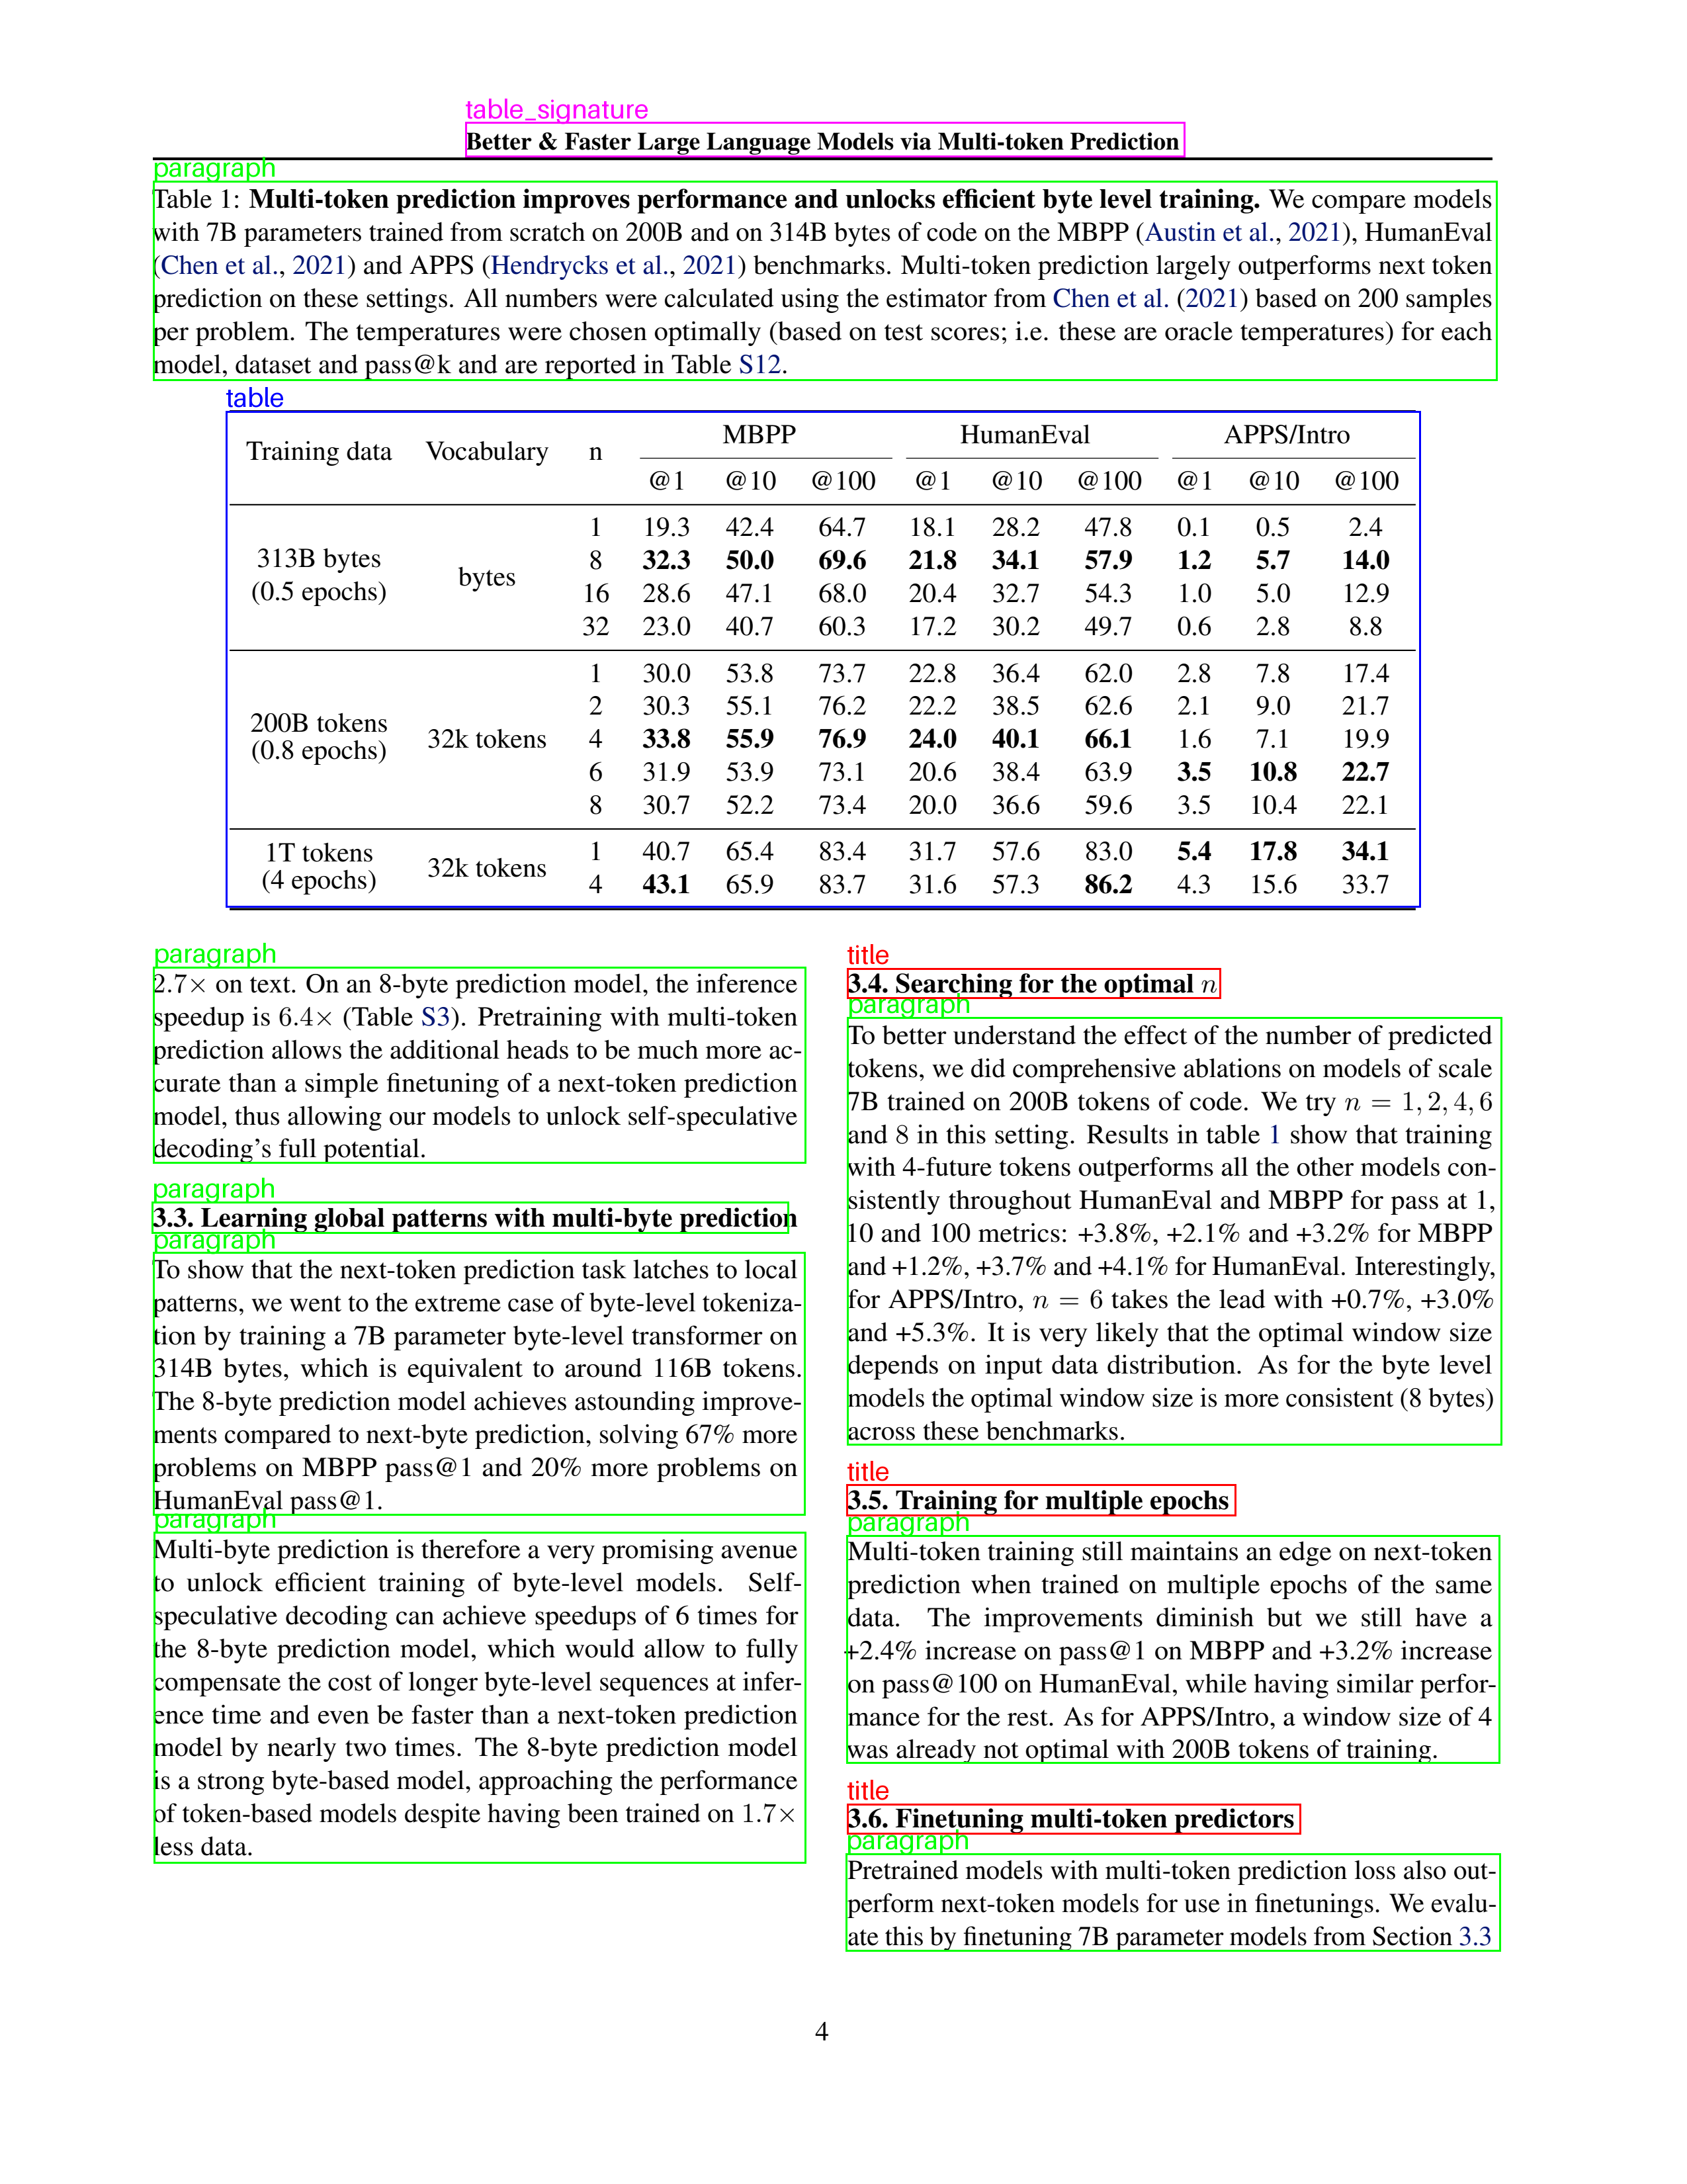 table_signature
Better & Faster Large Language Models via Multi-token Prediction
paragraph
Table 1: Multi-token prediction improves performance and unlocks efficient byte level training. We compare models
with 7B parameters trained from scratch on 200B and on 314B bytes of code on the MBPP (Austin et al., 2021), HumanEval
(Chen et al., 2021) and APPS (Hendrycks et al., 2021) benchmarks. Multi-token prediction largely outperforms next token
prediction on these settings. All numbers were calculated using the estimator from Chen et al. (2021) based on 200 samples
per problem. The temperatures were chosen optimally (based on test scores; i.e. these are oracle temperatures) for each
model, dataset and pass@k and are reported in Table S12.
table
Training data Vocabulary n MBPP HumanEval APPS/Intro
@1 @10 @100 @1 @10 @100 @1 @10 @100
313B bytes (0.5 epochs) bytes
1 19.3 42.4 64.7 18.1 28.2 47.8 0.1 0.5 2.4
8 32.3 50.0 69.6 21.8 34.1 57.9 1.2 5.7 14.0
16 28.6 47.1 68.0 20.4 32.7 54.3 1.0 5.0 12.9
32 23.0 40.7 60.3 17.2 30.2 49.7 0.6 2.8 8.8
200B tokens (0.8 epochs) 32k tokens
1 30.0 53.8 73.7 22.8 36.4 62.0 2.8 7.8 17.4
2 30.3 55.1 76.2 22.2 38.5 62.6 2.1 9.0 21.7
4 33.8 55.9 76.9 24.0 40.1 66.1 1.6 7.1 19.9
6 31.9 53.9 73.1 20.6 38.4 63.9 3.5 10.8 22.7
8 30.7 52.2 73.4 20.0 36.6 59.6 3.5 10.4 22.1
1T tokens (4 epochs) 32k tokens
1 40.7 65.4 83.4 31.7 57.6 83.0 5.4 17.8 34.1
4 43.1 65.9 83.7 31.6 57.3 86.2 4.3 15.6 33.7
paragraph
2.7× on text. On an 8-byte prediction model, the inference
speedup is 6.4× (Table S3). Pretraining with multi-token
prediction allows the additional heads to be much more ac-
curate than a simple finetuning of a next-token prediction
model, thus allowing our models to unlock self-speculative
decoding's full potential.
paragraph
3.3. Learning global patterns with multi-byte prediction
paragraph
To show that the next-token prediction task latches to local
patterns, we went to the extreme case of byte-level tokeniza-
tion by training a 7B parameter byte-level transformer on
314B bytes, which is equivalent to around 116B tokens.
The 8-byte prediction model achieves astounding improve-
ments compared to next-byte prediction, solving 67% more
problems on MBPP pass@1 and 20% more problems on
HumanEval pass@1.
paragraph
Multi-byte prediction is therefore a very promising avenue
to unlock efficient training of byte-level models. Self-
speculative decoding can achieve speedups of 6 times for
the 8-byte prediction model, which would allow to fully
compensate the cost of longer byte-level sequences at infer-
ence time and even be faster than a next-token prediction
model by nearly two times. The 8-byte prediction model
is a strong byte-based model, approaching the performance
of token-based models despite having been trained on 1.7×
less data.
title
3.4. Searching for the optimal n
paragraph
To better understand the effect of the number of predicted
tokens, we did comprehensive ablations on models of scale
7B trained on 200B tokens of code. We try n = 1, 2, 4, 6
and 8 in this setting. Results in table 1 show that training
with 4-future tokens outperforms all the other models con-
sistently throughout HumanEval and MBPP for pass at 1,
10 and 100 metrics: +3.8%, +2.1% and +3.2% for MBPP
and +1.2%, +3.7% and +4.1% for HumanEval. Interestingly,
for APPS/Intro, n = 6 takes the lead with +0.7%, +3.0%
and +5.3%. It is very likely that the optimal window size
depends on input data distribution. As for the byte level
models the optimal window size is more consistent (8 bytes)
across these benchmarks.
title
3.5. Training for multiple epochs
paragraph
Multi-token training still maintains an edge on next-token
prediction when trained on multiple epochs of the same
data. The improvements diminish but we still have a
+2.4% increase on pass@1 on MBPP and +3.2% increase
on pass@100 on HumanEval, while having similar perfor-
mance for the rest. As for APPS/Intro, a window size of 4
was already not optimal with 200B tokens of training.
title
3.6. Finetuning multi-token predictors
paragraph
Pretrained models with multi-token prediction loss also out-
perform next-token models for use in finetunings. We evalu-
ate this by finetuning 7B parameter models from Section 3.3
4